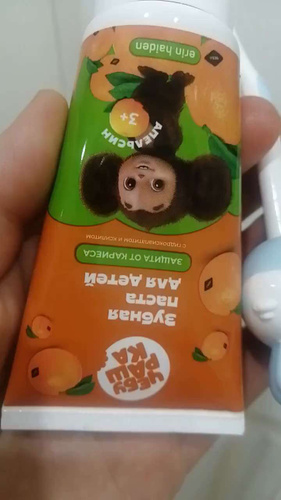 ЧЕБУ
РАШ
КА
Зубная
паста
для детей
ЗАЩИТА ОТ КАРИЕСА
С ГИДРОКСИАПАТИТОМ И КСИЛИТОМ
АПЕЛЬСИН
3+
erin haiden